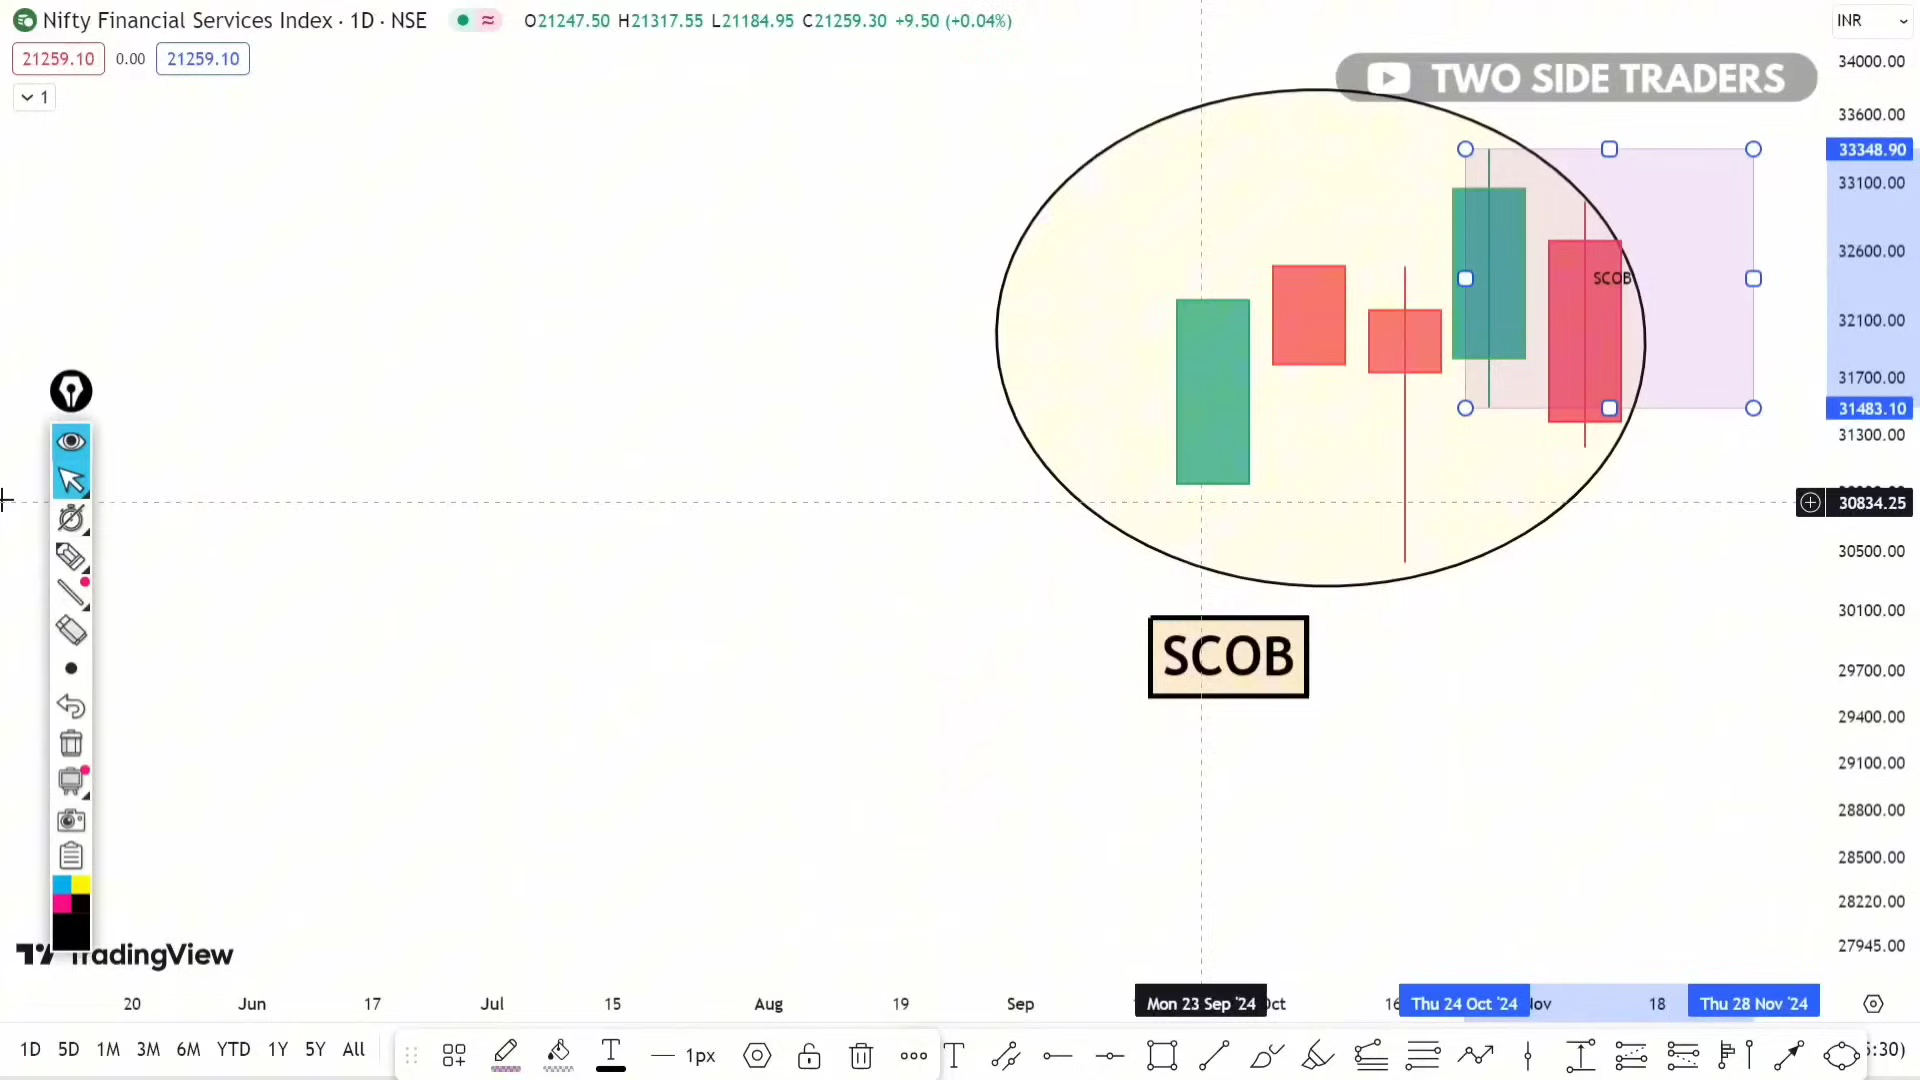 Nifty Financial Services Index · 1D · NSE
O21247.50 H21317.55 L21184.95 C21259.30 +9.50 (+0.04%)
INR
21259.10 0.00 21259.10
1
TWO SIDE TRADERS
34000.00
33600.00
33348.90
33100.00
32600.00
SCOB
32100.00
31700.00
31483.10
31300.00
30834.25
30500.00
30100.00
SCOB
29700.00
29400.00
29100.00
28800.00
28500.00
28220.00
27945.00
TradingView
20 Jun 17 Jul 15 Aug 19 Sep Mon 23 Sep '24 Oct 16 Thu 24 Oct '24 Nov 18 Thu 28 Nov '24
1D 5D 1M 3M 6M YTD 1Y 5Y All
1px
T
5:30)